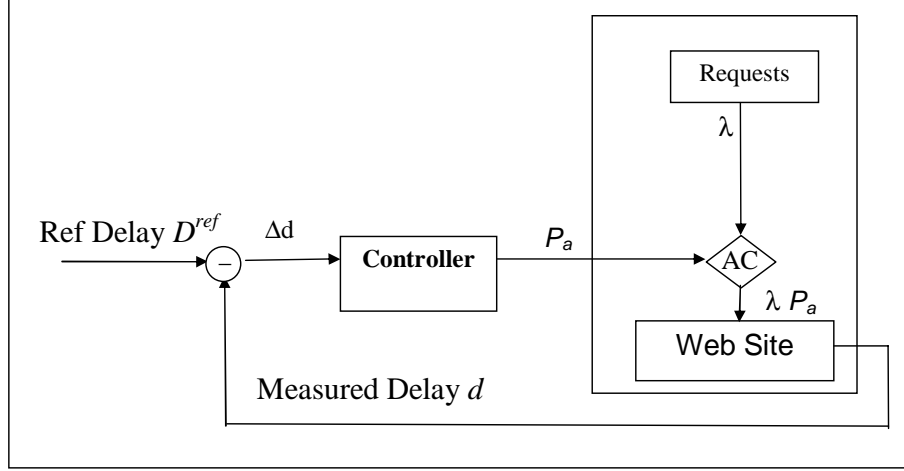 Requests
λ
Ref Delay D^ref
Δd
−
Controller
P_a
AC
λ P_a
Web Site
Measured Delay d